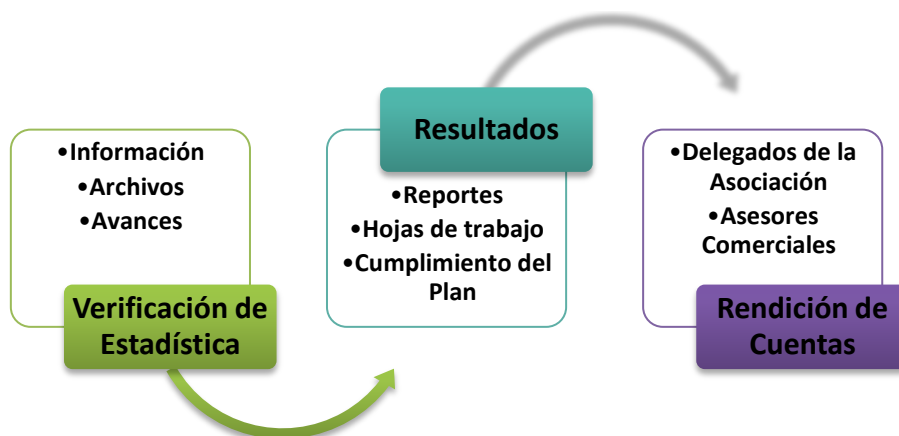 •Información
•Archivos
•Avances
Verificación de
Estadística
Resultados
•Reportes
•Hojas de trabajo
•Cumplimiento del
Plan
•Delegados de la
Asociación
•Asesores
Comerciales
Rendición de
Cuentas